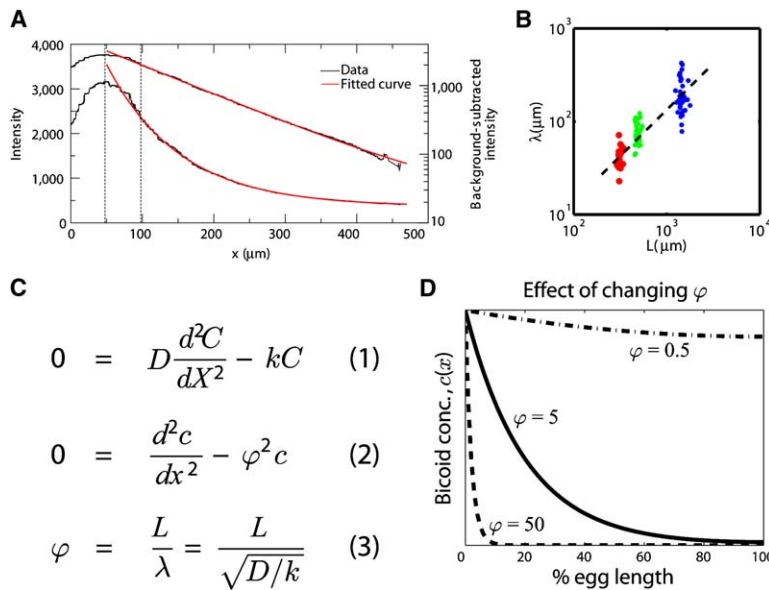 A
4,000
3,000
2,000
1,000
0
Intensity
0 100 200 300 400 500
x (μm)
Data
Fitted curve
1,000
100
10
Background-subtracted
intensity
B
10³
10²
10¹
λ(μm)
10² 10³ 10⁴
L(μm)
C
0 = D d²C/dX² − kC (1)
0 = d²c/dx² − φ²c (2)
φ = L/λ = L/√D/k (3)
D
Effect of changing φ
Bicoid conc., c(x)
φ = 0.5
φ = 5
φ = 50
0 20 40 60 80 100
% egg length